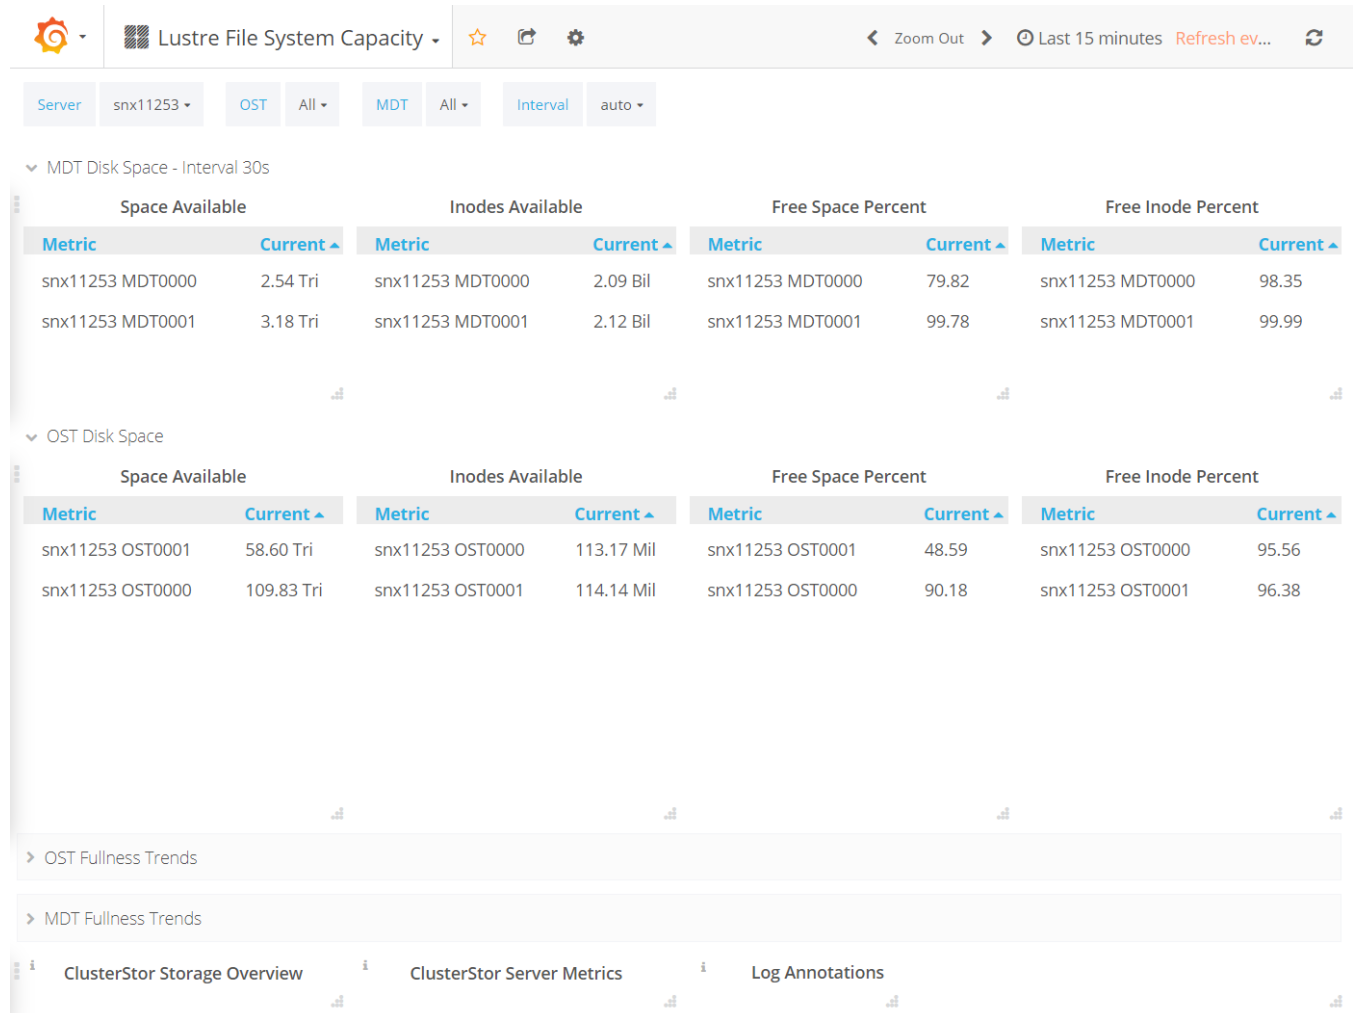 Lustre File System Capacity
Zoom Out
Last 15 minutes Refresh ev...
Server snx11253 OST All MDT All Interval auto
MDT Disk Space - Interval 30s
Space Available Inodes Available Free Space Percent Free Inode Percent
Metric Current Metric Current Metric Current Metric Current
snx11253 MDT0000 2.54 Tri snx11253 MDT0000 2.09 Bil snx11253 MDT0000 79.82 snx11253 MDT0000 98.35
snx11253 MDT0001 3.18 Tri snx11253 MDT0001 2.12 Bil snx11253 MDT0001 99.78 snx11253 MDT0001 99.99
OST Disk Space
Space Available Inodes Available Free Space Percent Free Inode Percent
Metric Current Metric Current Metric Current Metric Current
snx11253 OST0001 58.60 Tri snx11253 OST0000 113.17 Mil snx11253 OST0001 48.59 snx11253 OST0000 95.56
snx11253 OST0000 109.83 Tri snx11253 OST0001 114.14 Mil snx11253 OST0000 90.18 snx11253 OST0001 96.38
OST Fullness Trends
MDT Fullness Trends
i ClusterStor Storage Overview i ClusterStor Server Metrics i Log Annotations